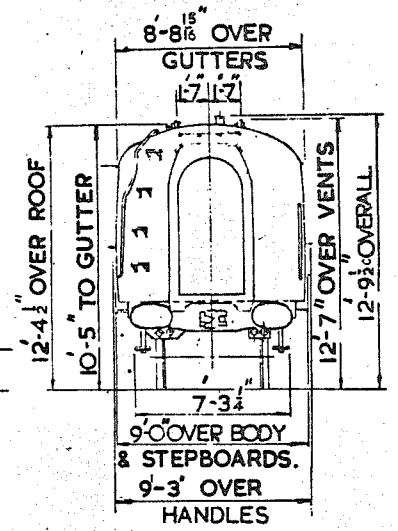 8'-8 15/16" OVER
GUTTERS
1'-7" 1'-7"
12'-4 1/2" OVER ROOF
10'-5" TO GUTTER
12'-7" OVER VENTS
12'-9 1/2" OVERALL
7-3 1/4"
9'0" OVER BODY
& STEPBOARDS.
9'-3" OVER
HANDLES